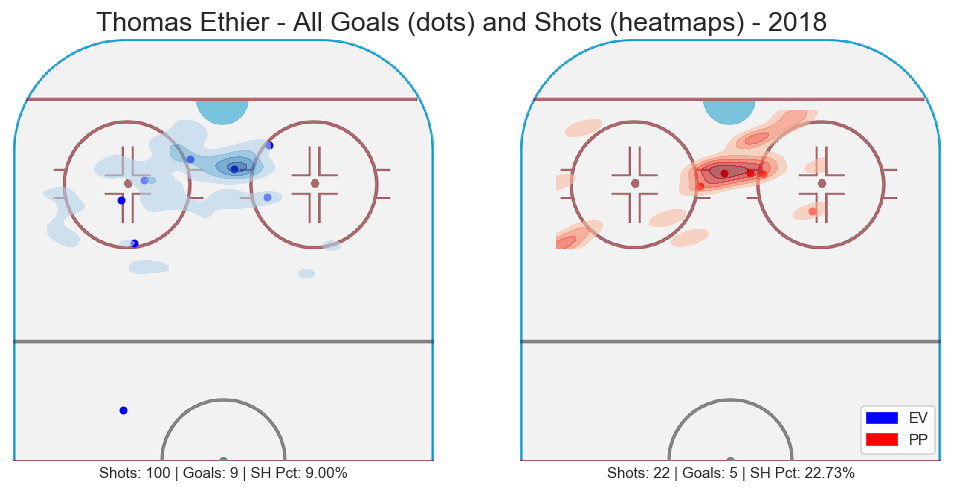 Thomas Ethier - All Goals (dots) and Shots (heatmaps) - 2018
EV
PP
Shots: 100 | Goals: 9 | SH Pct: 9.00%
Shots: 22 | Goals: 5 | SH Pct: 22.73%